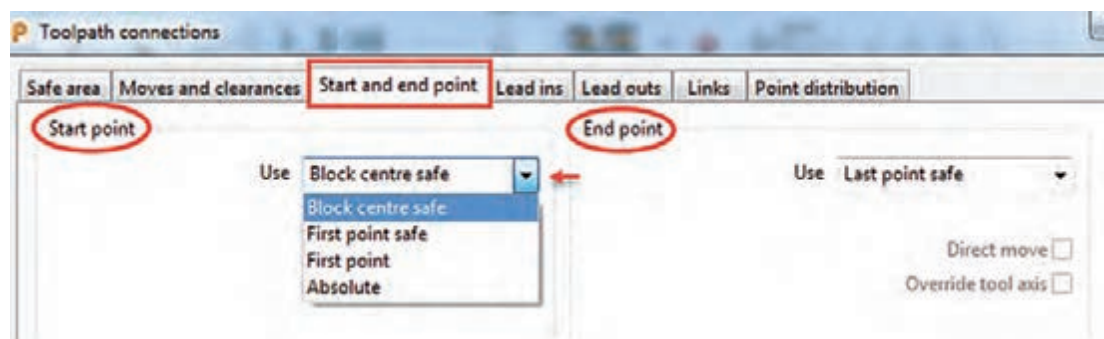 Toolpath connections
Safe area Moves and clearances Start and end point Lead ins Lead outs Links Point distribution
Start point End point
Use Block centre safe Use Last point safe
Block centre safe
First point safe
First point Direct move
Absolute Override tool axis